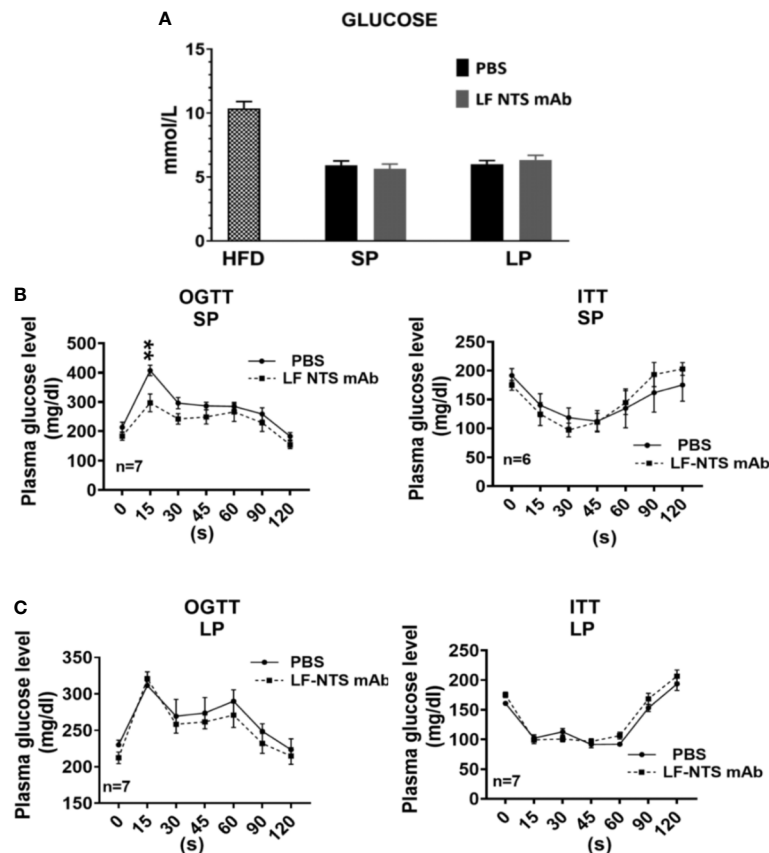 A
GLUCOSE
15
10
5
0
mmol/L
PBS
LF NTS mAb
HFD
SP
LP
B
OGTT
SP
500
400
300
200
100
0
Plasma glucose level
(mg/dl)
**
PBS
LF NTS mAb
n=7
0 15 30 45 60 90 120
(s)
ITT
SP
200
150
100
50
0
Plasma glucose level
(mg/dl)
n=6
PBS
LF-NTS mAb
0 15 30 45 60 90 120
(s)
C
OGTT
LP
350
300
250
200
150
Plasma glucose level
(mg/dl)
PBS
LF-NTS mAb
n=7
0 15 30 45 60 90 120
(s)
ITT
LP
250
200
150
100
50
0
Plasma glucose level
(mg/dl)
PBS
LF-NTS mAb
n=7
0 15 30 45 60 90 120
(s)